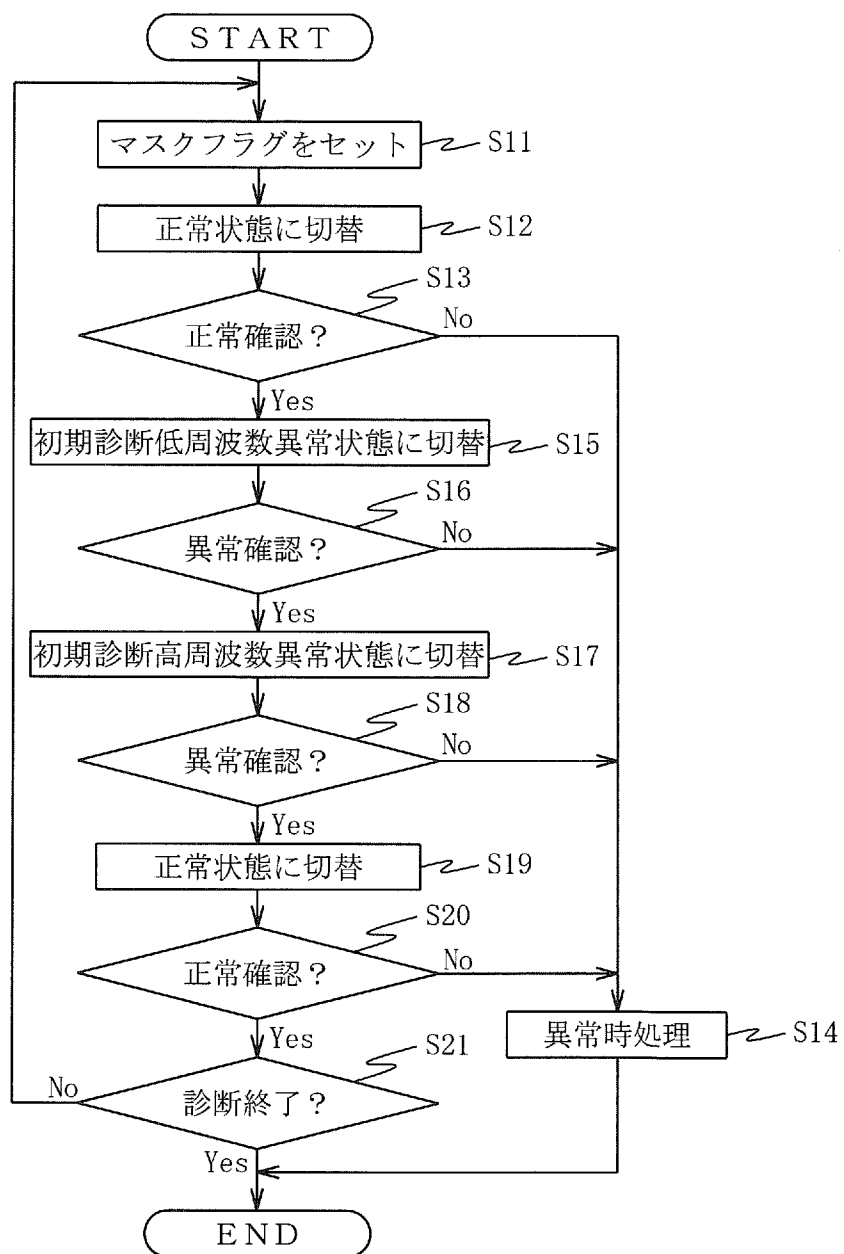 START
マスクフラグをセット
S11
正常状態に切替
S12
S13
正常確認？
No
Yes
初期診断低周波数異常状態に切替
S15
S16
異常確認？
No
Yes
初期診断高周波数異常状態に切替
S17
S18
異常確認？
No
Yes
正常状態に切替
S19
S20
正常確認？
No
Yes
異常時処理
S14
S21
No
診断終了？
Yes
END